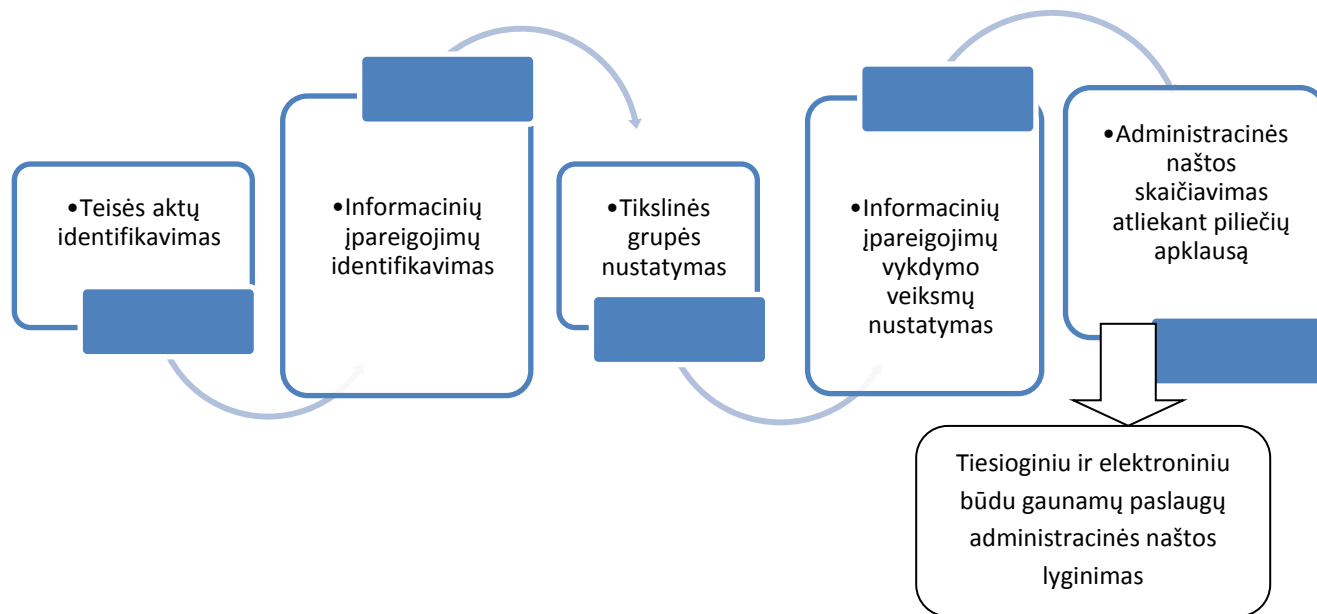 •Teisės aktų
identifikavimas
•Informacinių
įpareigojimų
identifikavimas
•Tikslinės
grupės
nustatymas
•Informacinių
įpareigojimų
vykdymo
veiksmų
nustatymas
•Administracinės
naštos
skaičiavimas
atliekant piliečių
apklausą
Tiesioginiu ir elektroniniu
būdu gaunamų paslaugų
administracinės naštos
lyginimas